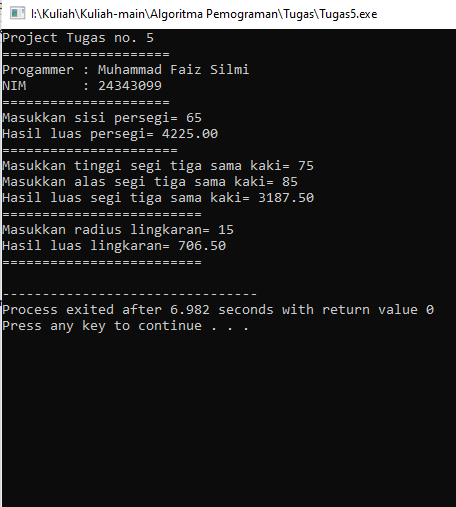 I:\Kuliah\Kuliah-main\Algoritma Pemograman\Tugas\Tugas5.exe
Project Tugas no. 5
=====================
Progammer : Muhammad Faiz Silmi
NIM       : 24343099
=====================
Masukkan sisi persegi= 65
Hasil luas persegi= 4225.00
======================
Masukkan tinggi segi tiga sama kaki= 75
Masukkan alas segi tiga sama kaki= 85
Hasil luas segi tiga sama kaki= 3187.50
=========================
Masukkan radius lingkaran= 15
Hasil luas lingkaran= 706.50
=========================
--------------------------------
Process exited after 6.982 seconds with return value 0
Press any key to continue . . .